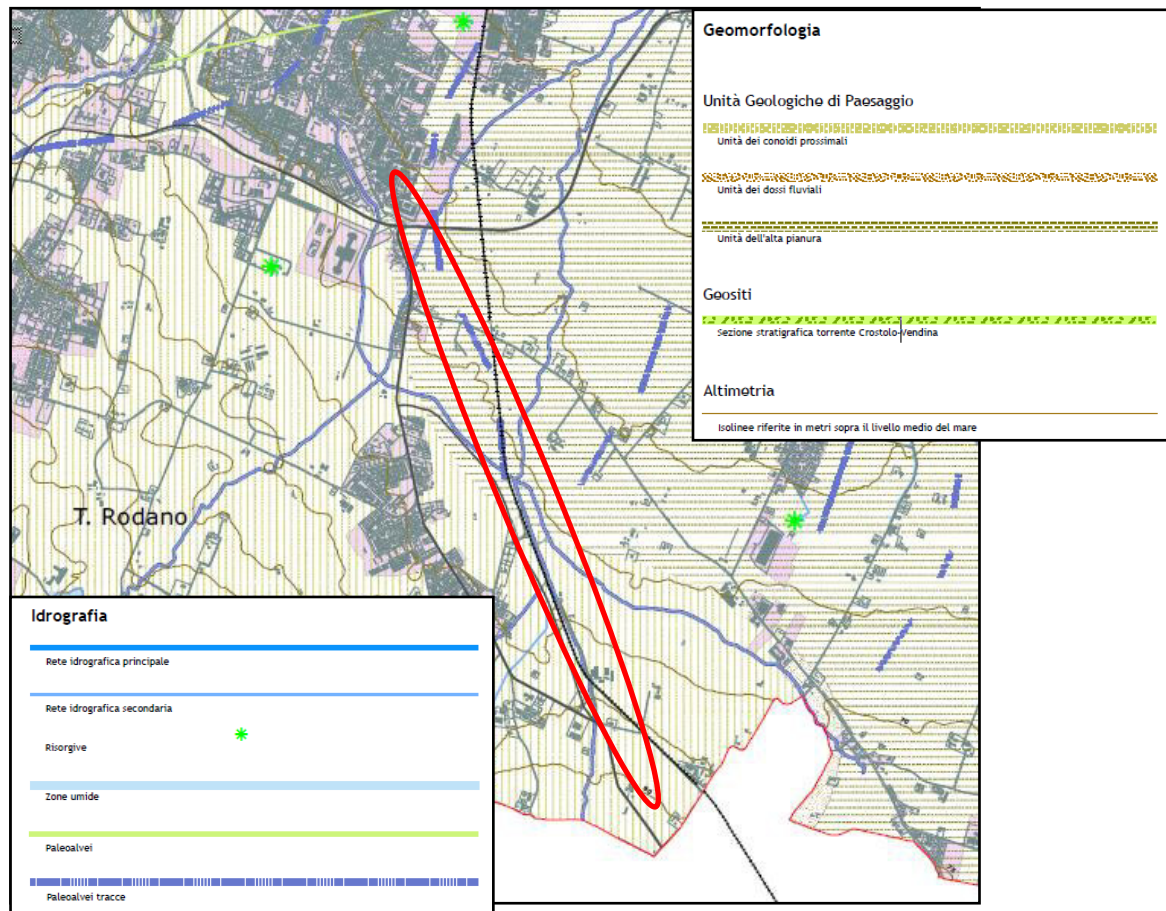 Geomorfologia
Unità Geologiche di Paesaggio
Unità dei conoidi prossimali
Unità dei dossi fluviali
Unità dell'alta pianura
Geositi
Sezione stratigrafica torrente Crostolo-Vendina
Altimetria
Isolinee riferite in metri sopra il livello medio del mare
T. Rodano
70
Idrografia
Rete idrografica principale
Rete idrografica secondaria
Risorgive
Zone umide
Paleoalvei
Paleoalvei tracce